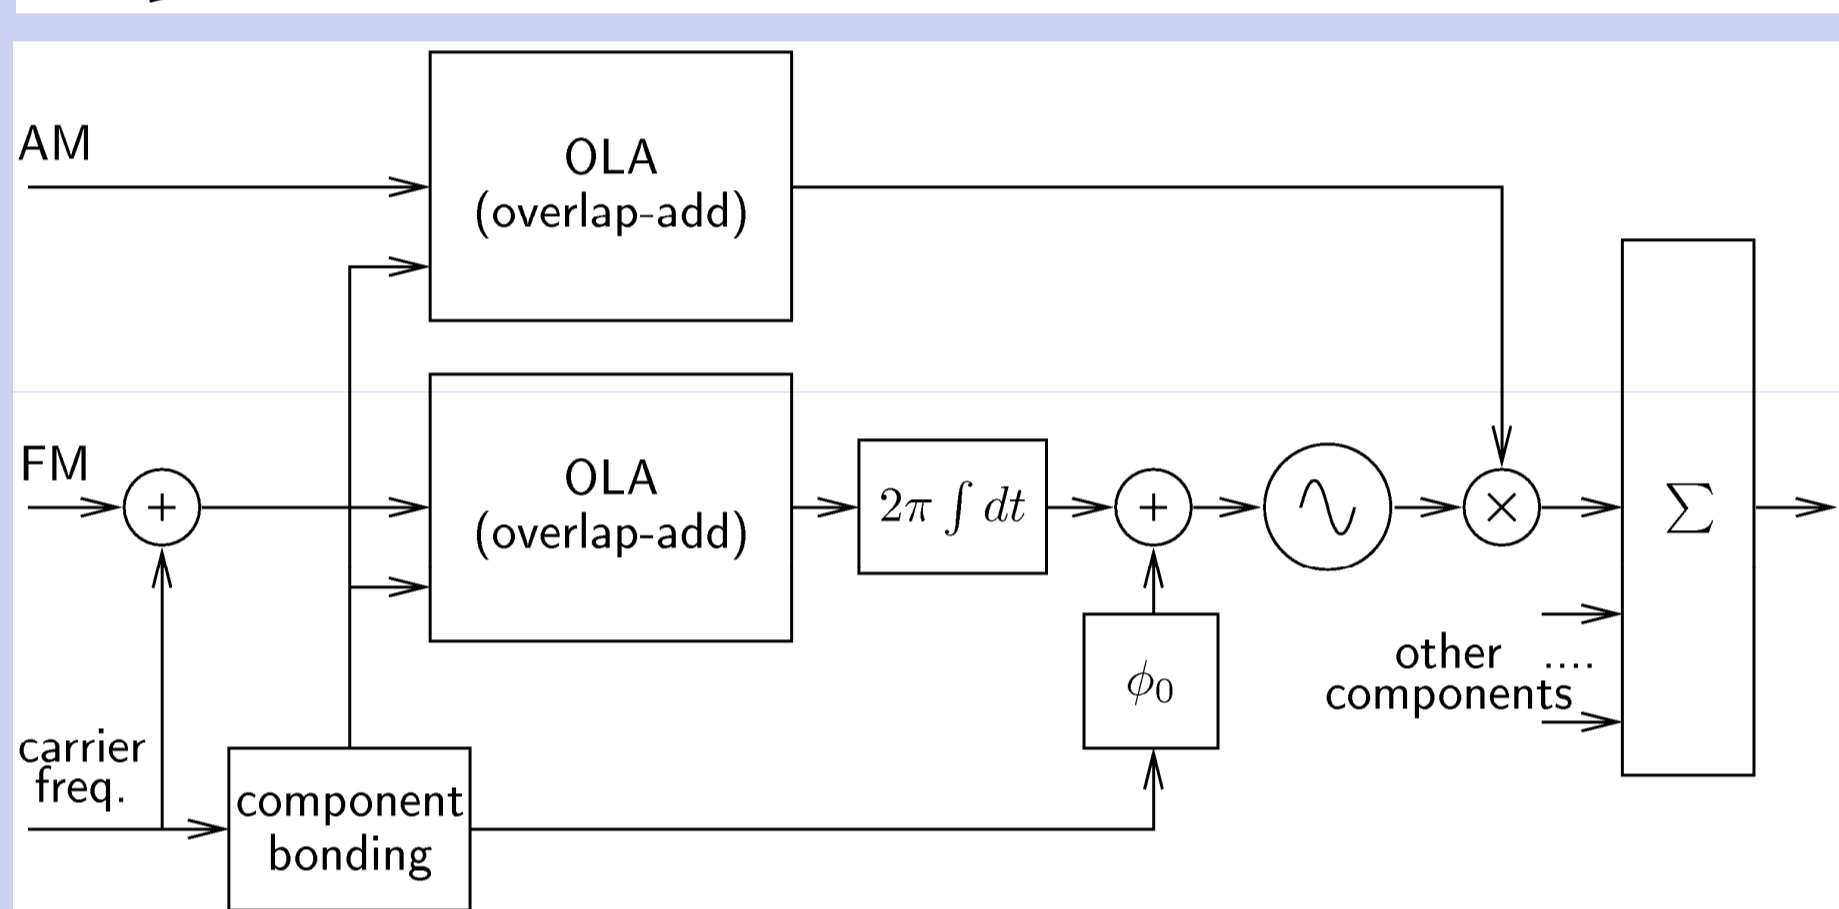 AM
OLA
(overlap-add)
FM
+
OLA
(overlap-add)
2π ∫ dt
+
×
∑
ϕ0
other ....
components
carrier
freq.
component
bonding